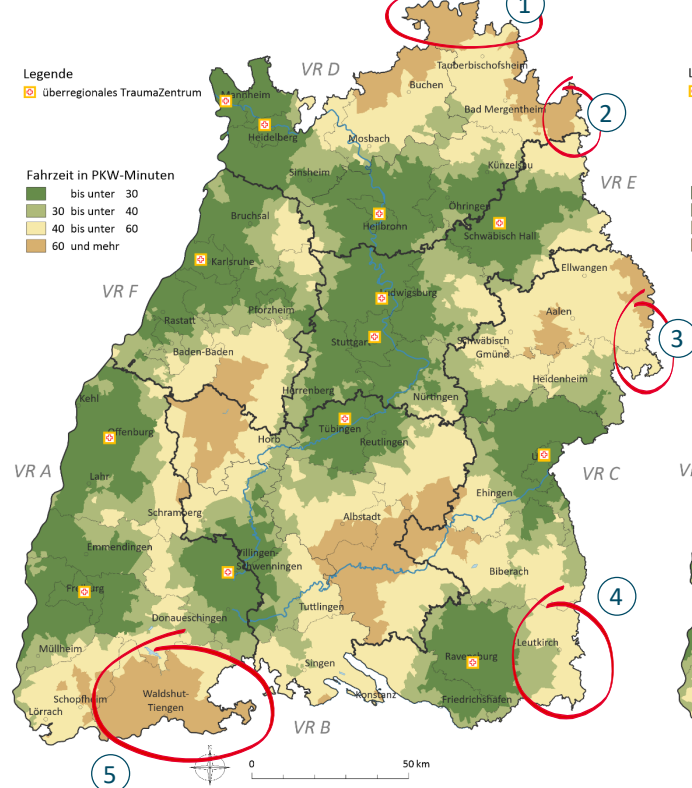 1
VR D
Tauberbischofsheim
Legende
Buchen
überregionales TraumaZentrum
Mannheim
Bad Mergentheim
2
Heidelberg
Mosbach
Künzelsau
Fahrzeit in PKW-Minuten
Sinsheim
VR E
bis unter 30
30 bis unter 40
Öhringen
40 bis unter 60
Bruchsal
Heilbronn
Schwäbisch Hall
60 und mehr
Karlsruhe
Ellwangen
VR F
Ludwigsburg
Pforzheim
Aalen
Rastatt
Stuttgart
Schwäbisch
Gmünd
3
Baden-Baden
Heidenheim
Herrenberg
Nürtingen
Kehl
Tübingen
Offenburg
Horb
Reutlingen
VR A
VR C
Lahr
Ehingen
Schramberg
Albstadt
Emmendingen
Villingen
Schwenningen
Biberach
Freiburg
4
Tuttlingen
Donaueschingen
Müllheim
Leutkirch
Ravensburg
Singen
Schopfheim
Waldshut-
Tiengen
Konstanz
Friedrichshafen
Lörrach
VR B
5
0
50 km